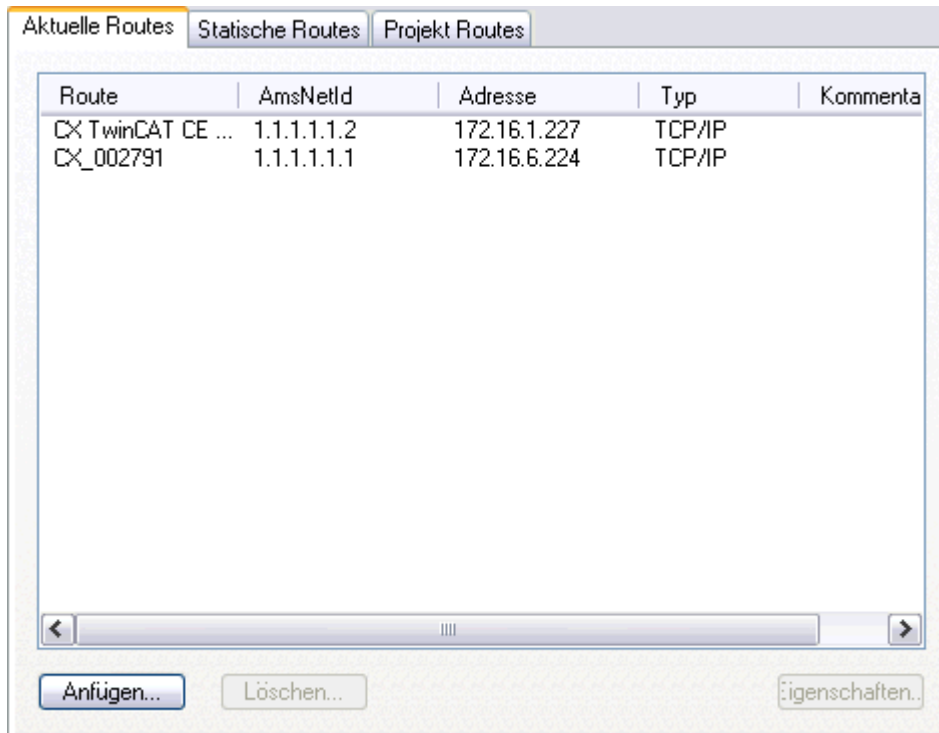 Aktuelle Routes Statische Routes Projekt Routes
Route AmsNetId Adresse Typ Kommenta
CX TwinCAT CE ... 1.1.1.1.1.2 172.16.1.227 TCP/IP
CX_002791 1.1.1.1.1.1 172.16.6.224 TCP/IP
Anfügen... Löschen... Eigenschaften...